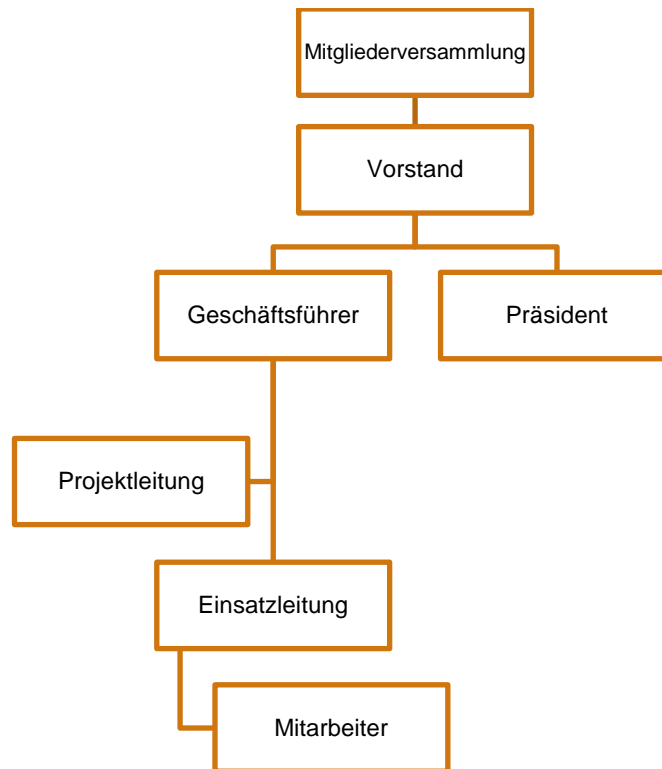 Mitgliederversammlung
Vorstand
Geschäftsführer
Präsident
Projektleitung
Einsatzleitung
Mitarbeiter